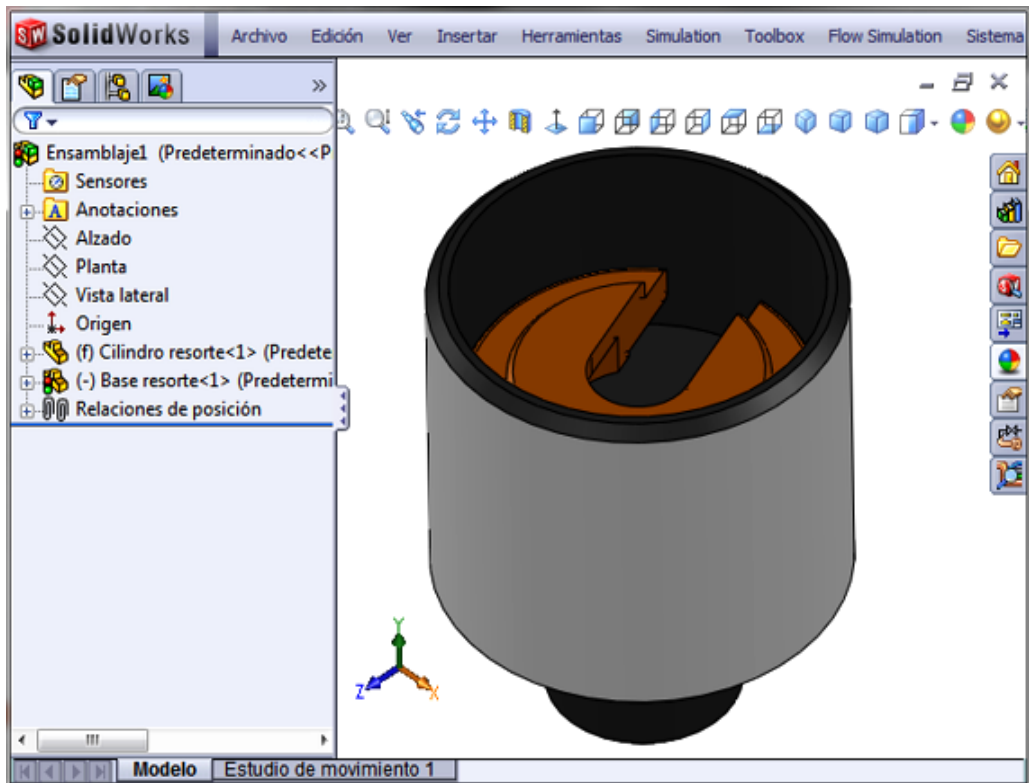 SolidWorks Archivo Edición Ver Insertar Herramientas Simulation Toolbox Flow Simulation Sistema
Ensamblaje1 (Predeterminado<<P
Sensores
A Anotaciones
Alzado
Planta
Vista lateral
Origen
(f) Cilindro resorte<1> (Predete
(-) Base resorte<1> (Predetermi
Relaciones de posición
Y
Z X
Modelo Estudio de movimiento 1